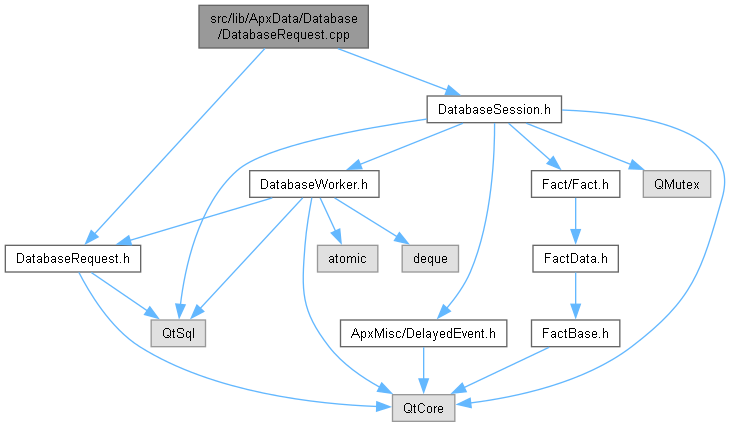 src/lib/ApxData/Database
/DatabaseRequest.cpp
DatabaseSession.h
DatabaseWorker.h
Fact/Fact.h
QMutex
DatabaseRequest.h
atomic
deque
FactData.h
QtSql
ApxMisc/DelayedEvent.h
FactBase.h
QtCore